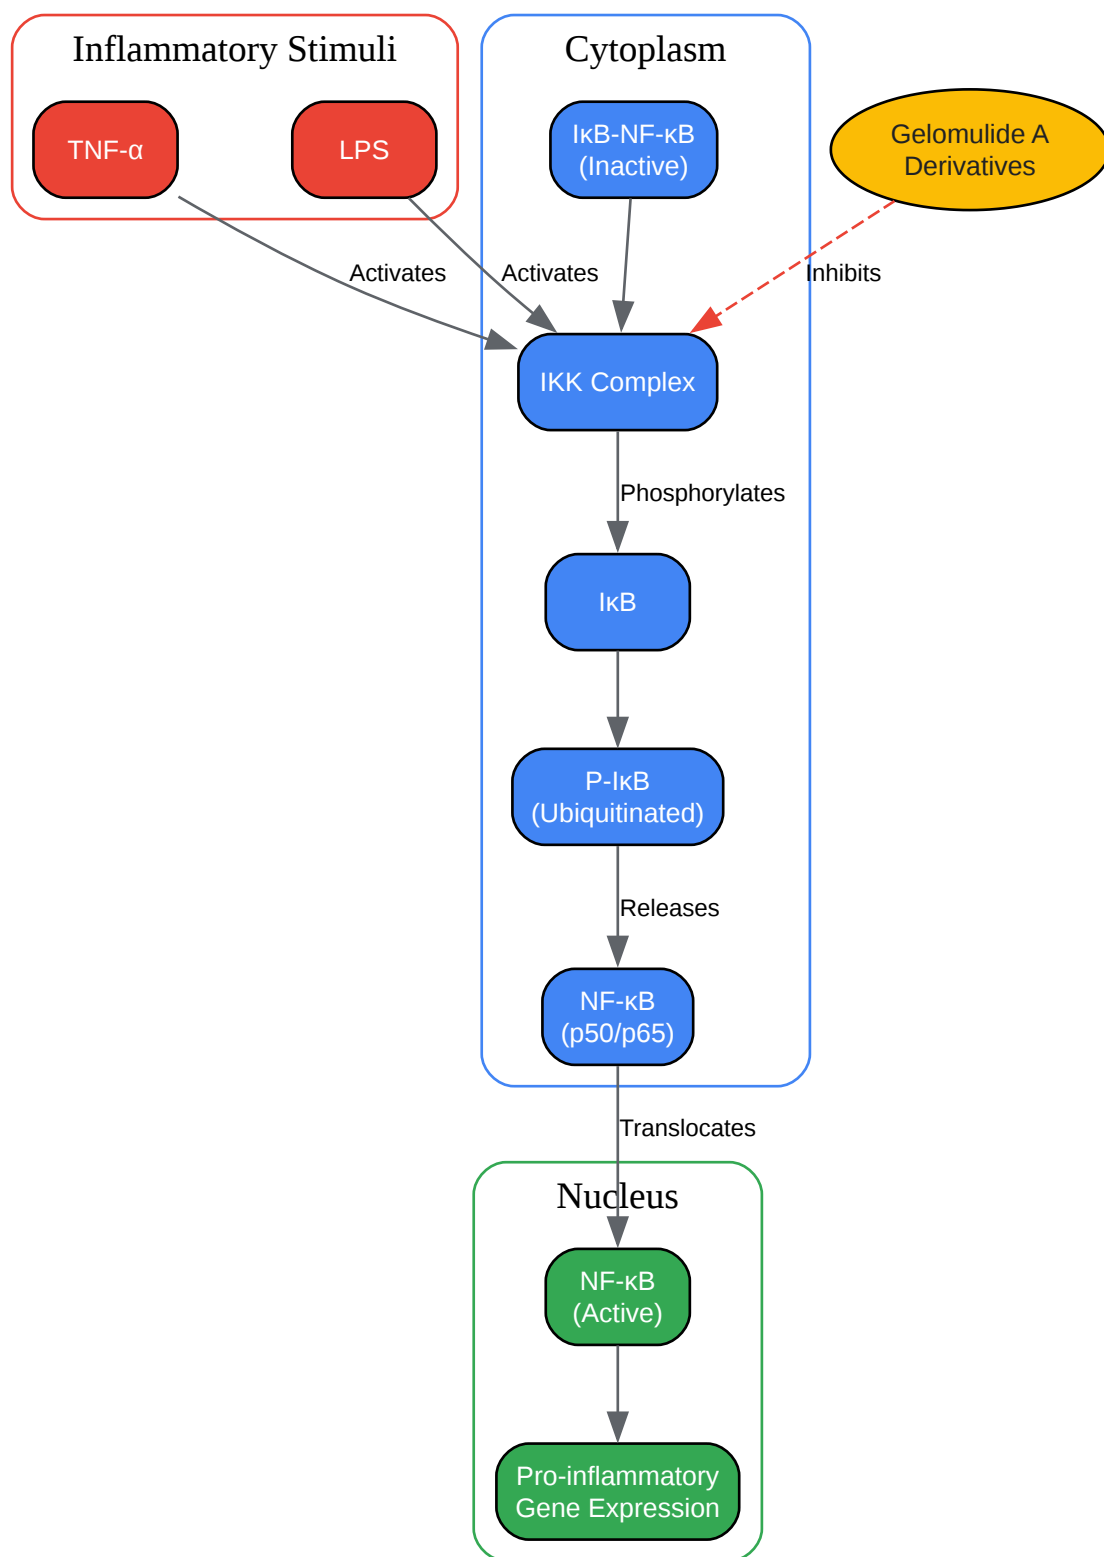 Inflammatory Stimuli
Cytoplasm
TNF-α
LPS
IκB-NF-κB
(Inactive)
Gelomulide A
Derivatives
Activates
Activates
Inhibits
IKK Complex
Phosphorylates
IκB
P-IκB
(Ubiquitinated)
Releases
NF-κB
(p50/p65)
Translocates
Nucleus
NF-κB
(Active)
Pro-inflammatory
Gene Expression